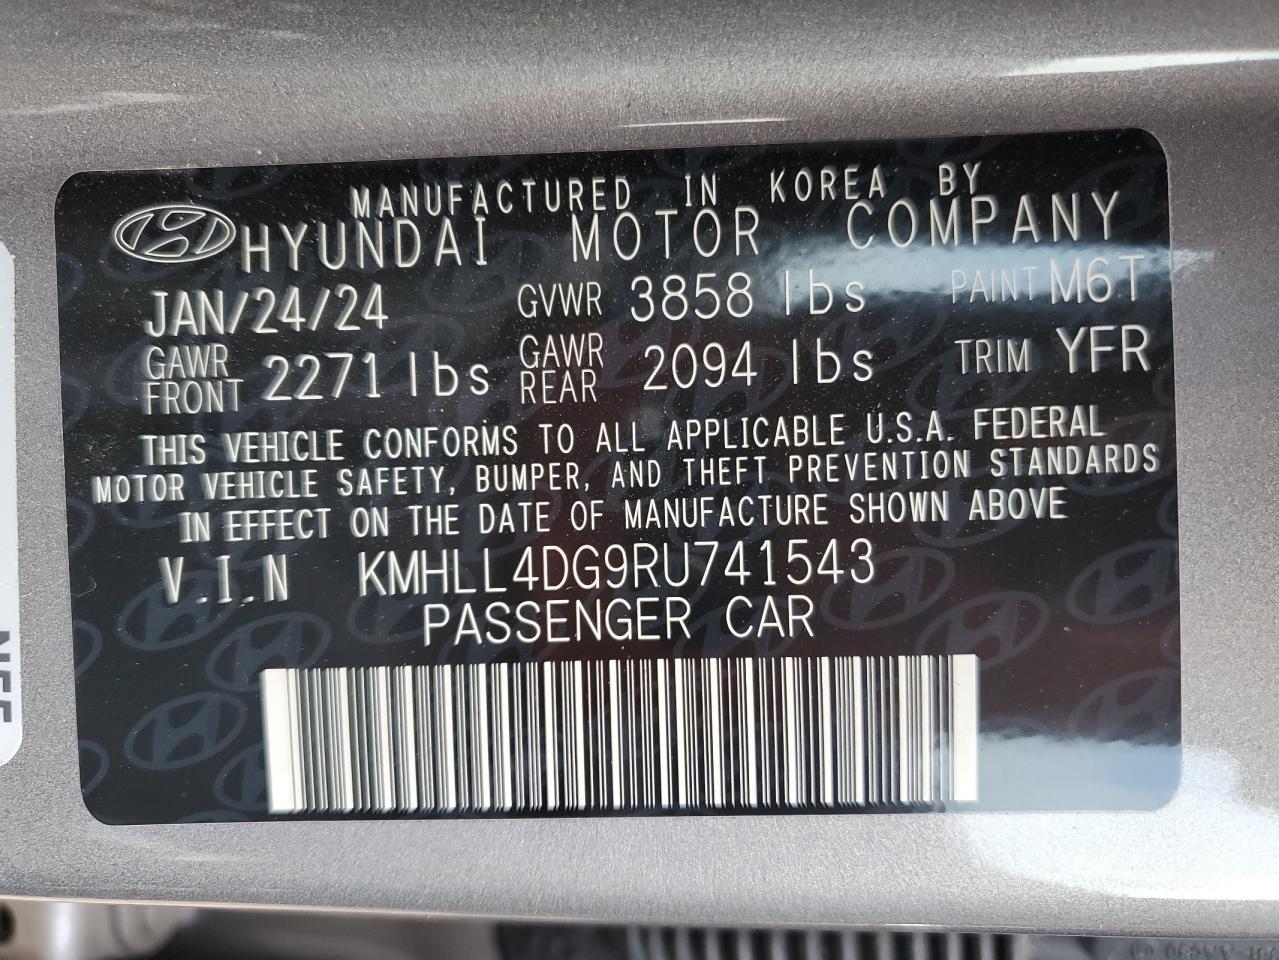 MANUFACTURED IN KOREA BY
HYUNDAI MOTOR COMPANY
JAN/24/24 GVWR 3858 lbs PAINT M6T
GAWR FRONT 2271 lbs GAWR REAR 2094 lbs TRIM YFR
THIS VEHICLE CONFORMS TO ALL APPLICABLE U.S.A. FEDERAL
MOTOR VEHICLE SAFETY, BUMPER, AND THEFT PREVENTION STANDARDS
IN EFFECT ON THE DATE OF MANUFACTURE SHOWN ABOVE
V.I.N KMHLL4DG9RU741543
PASSENGER CAR